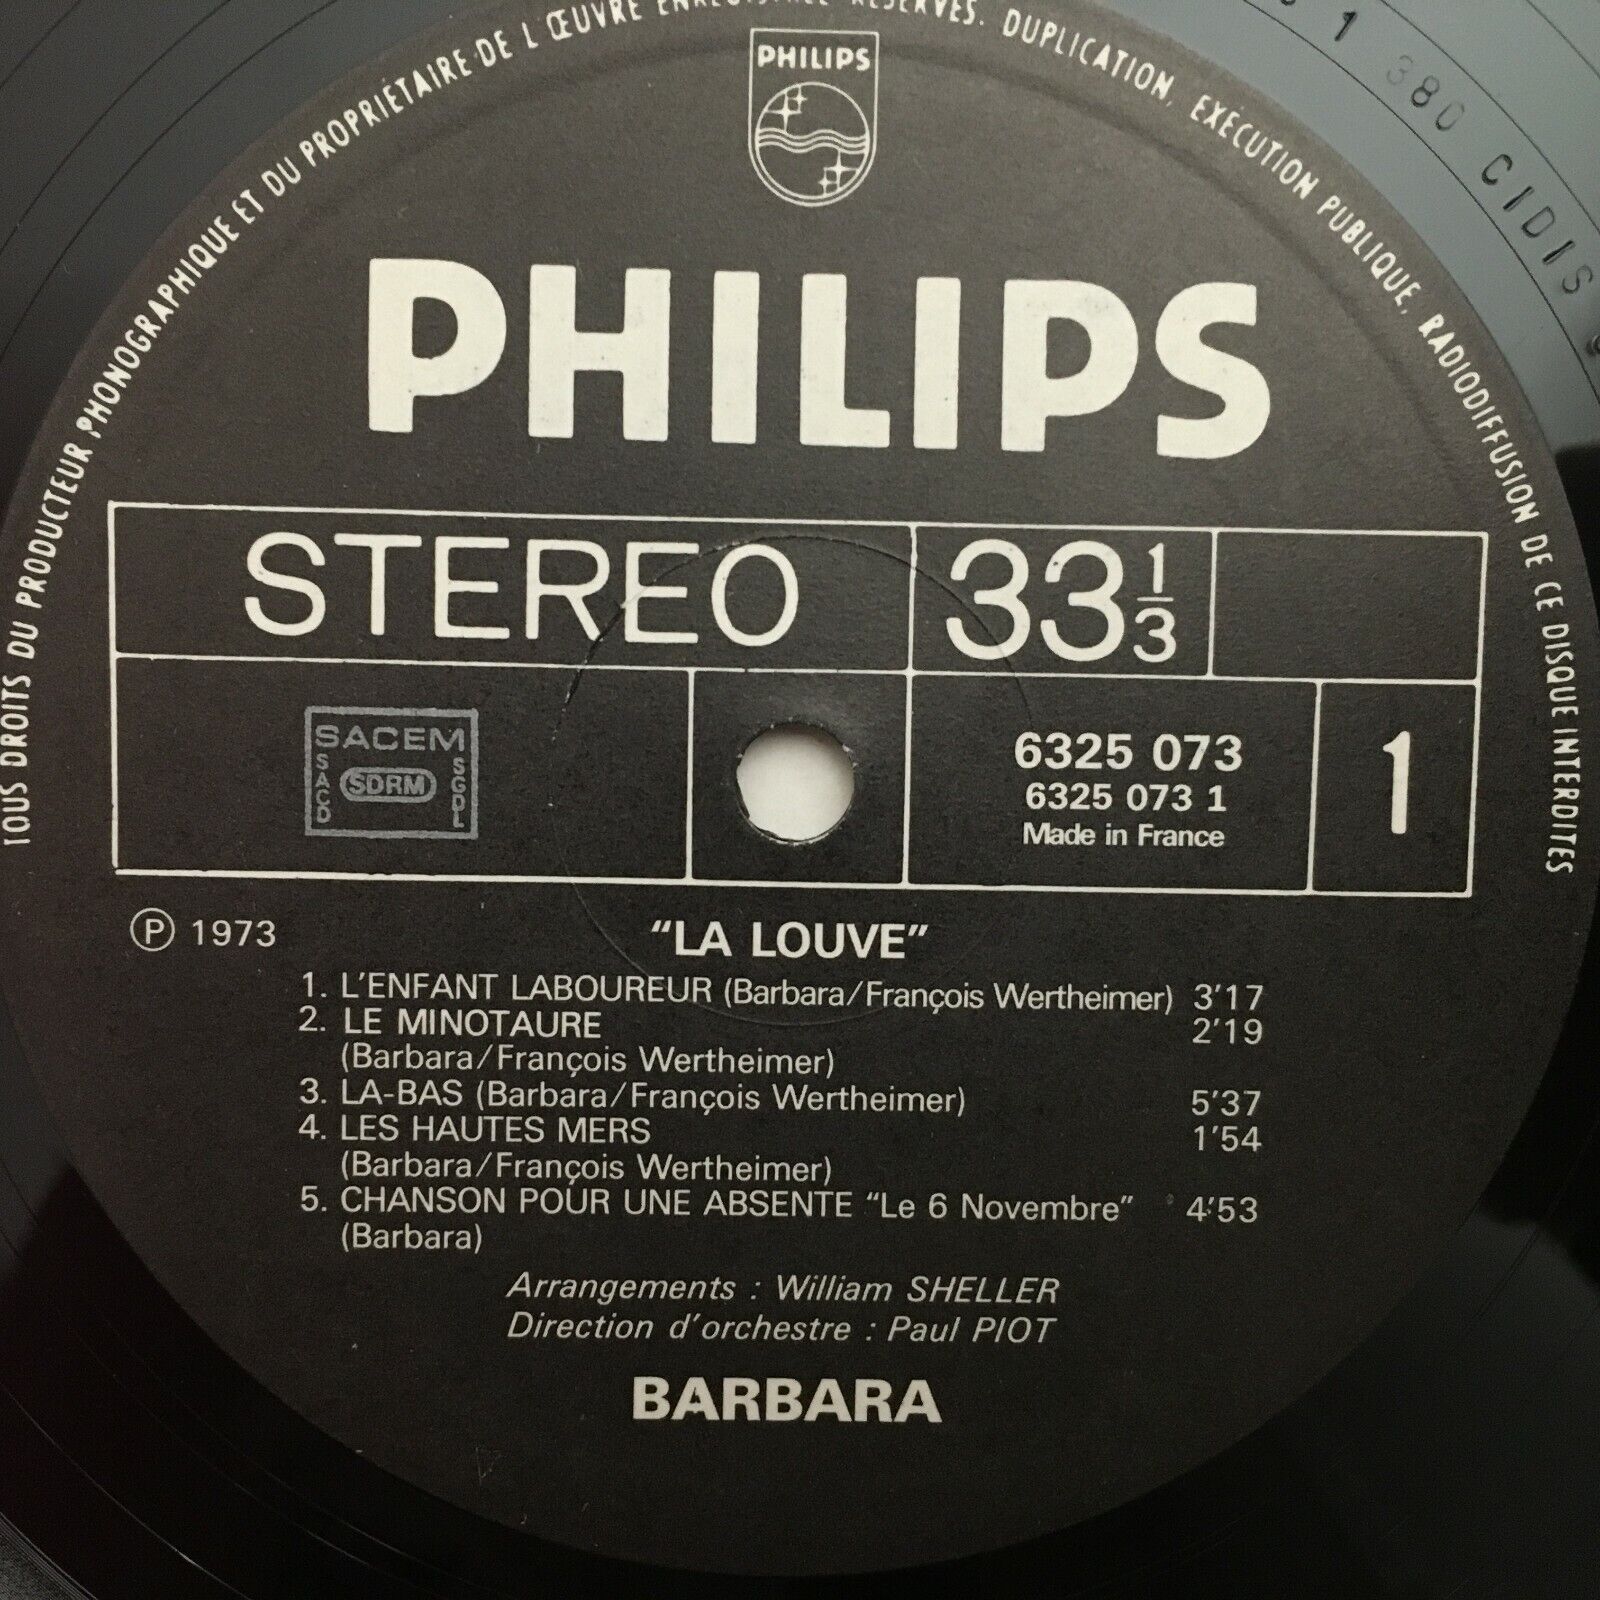 TOUS DROITS DU PRODUCTEUR PHONOGRAPHIQUE ET DU PROPRIÉTAIRE DE L'ŒUVRE ENREGISTRÉE RÉSERVÉS. DUPLICATION, EXÉCUTION PUBLIQUE, RADIODIFFUSION DE CE DISQUE INTERDITES
1 380 CIDIS
PHILIPS
PHILIPS
STEREO 33 1/3
SACEM
SACD SDRM SGDL
6325 073
6325 073 1
Made in France
1
Ⓟ 1973
"LA LOUVE"
1. L'ENFANT LABOUREUR (Barbara/François Wertheimer) 3'17
2. LE MINOTAURE 2'19
(Barbara/François Wertheimer)
3. LA-BAS (Barbara/François Wertheimer) 5'37
4. LES HAUTES MERS 1'54
(Barbara/François Wertheimer)
5. CHANSON POUR UNE ABSENTE "Le 6 Novembre" 4'53
(Barbara)
Arrangements : William SHELLER
Direction d'orchestre : Paul PIOT
BARBARA